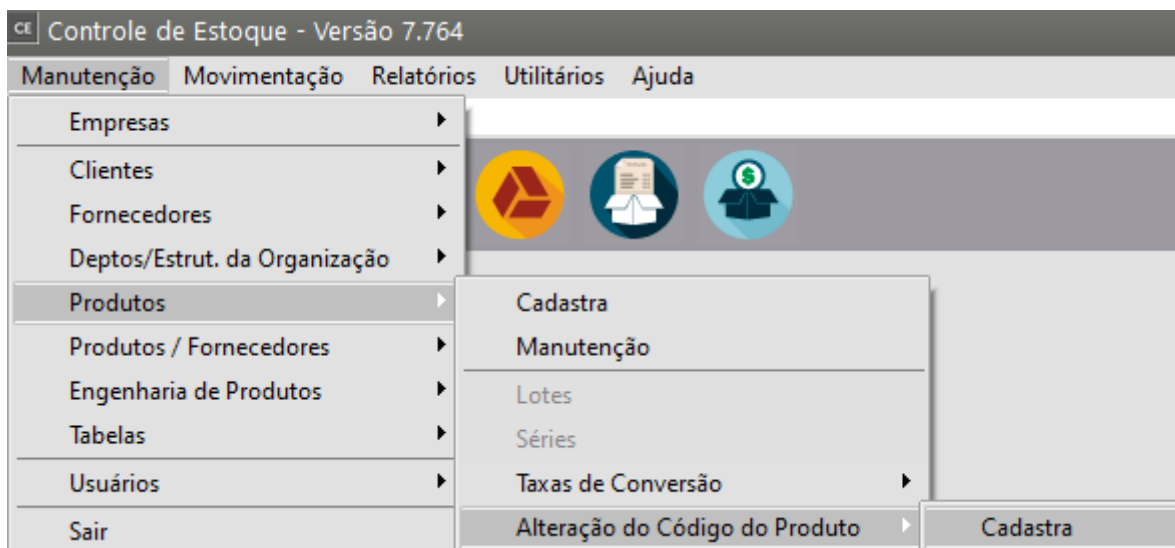 CE Controle de Estoque - Versão 7.764
Manutenção Movimentação Relatórios Utilitários Ajuda
Empresas
Clientes
Fornecedores
Deptos/Estrut. da Organização
Produtos
Produtos / Fornecedores
Engenharia de Produtos
Tabelas
Usuários
Sair
Cadastra
Manutenção
Lotes
Séries
Taxas de Conversão
Alteração do Código do Produto
Cadastra